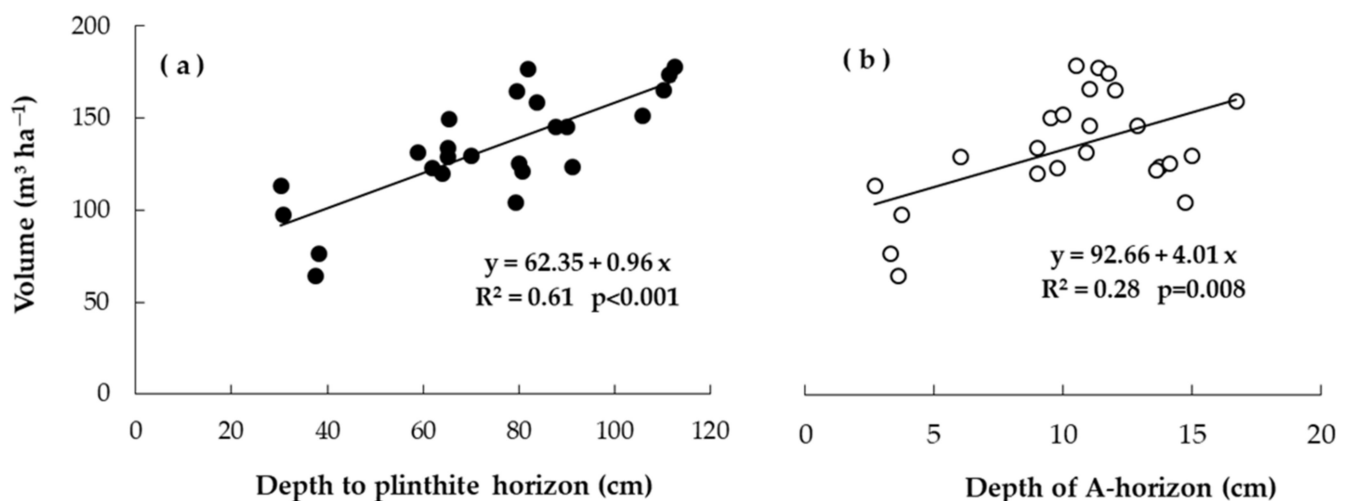 Volume (m³ ha⁻¹)
200
150
100
50
0
( a )
y = 62.35 + 0.96 x
R² = 0.61 p<0.001
0 20 40 60 80 100 120
Depth to plinthite horizon (cm)
( b )
y = 92.66 + 4.01 x
R² = 0.28 p=0.008
0 5 10 15 20
Depth of A-horizon (cm)